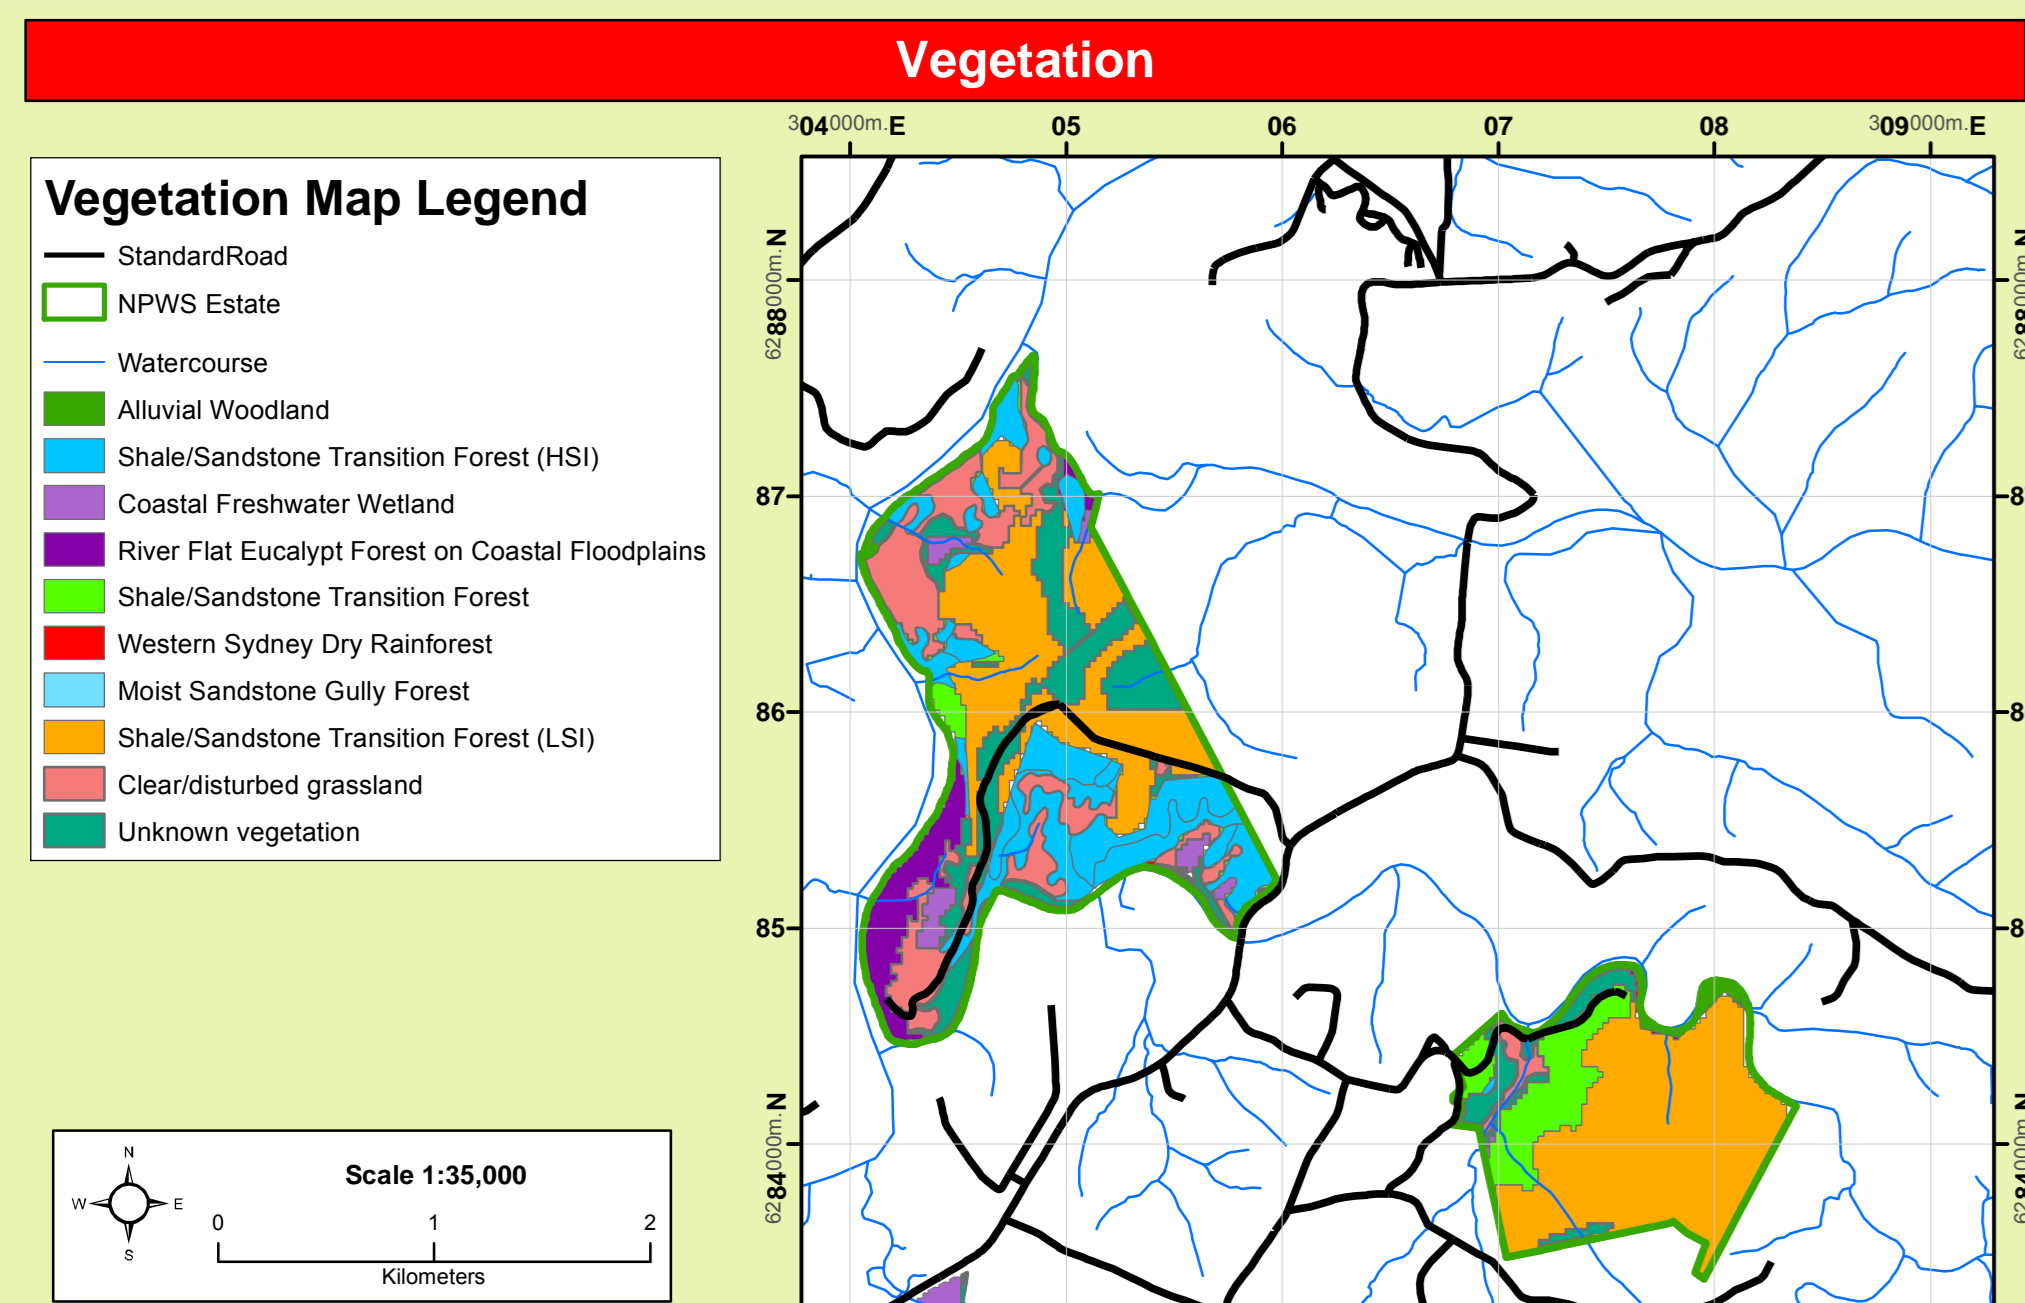 Vegetation
304000m.E 05 06 07 08 309000m.E
Vegetation Map Legend
StandardRoad
NPWS Estate
Watercourse
Alluvial Woodland
Shale/Sandstone Transition Forest (HSI)
Coastal Freshwater Wetland
River Flat Eucalypt Forest on Coastal Floodplains
Shale/Sandstone Transition Forest
Western Sydney Dry Rainforest
Moist Sandstone Gully Forest
Shale/Sandstone Transition Forest (LSI)
Clear/disturbed grassland
Unknown vegetation
6288000m.N
87
86
85
6284000m.N
N
W E
S
Scale 1:35,000
0 1 2
Kilometers